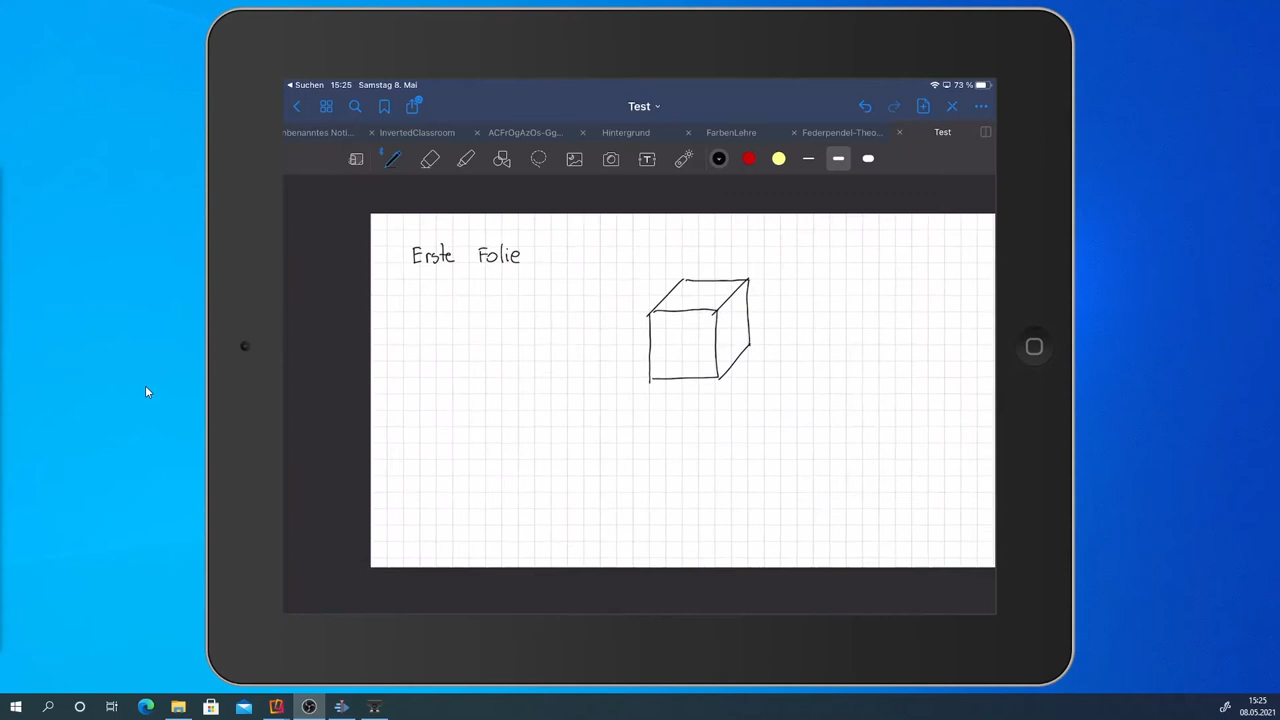 Suchen 15:25 Samstag 8. Mai 73 %
Test
nbenanntes Noti... InvertedClassroom ACFrOgAzOs-Gg... Hintergrund FarbenLehre Federpendel-Theo... Test
Erste Folie
15:25
08.05.2021